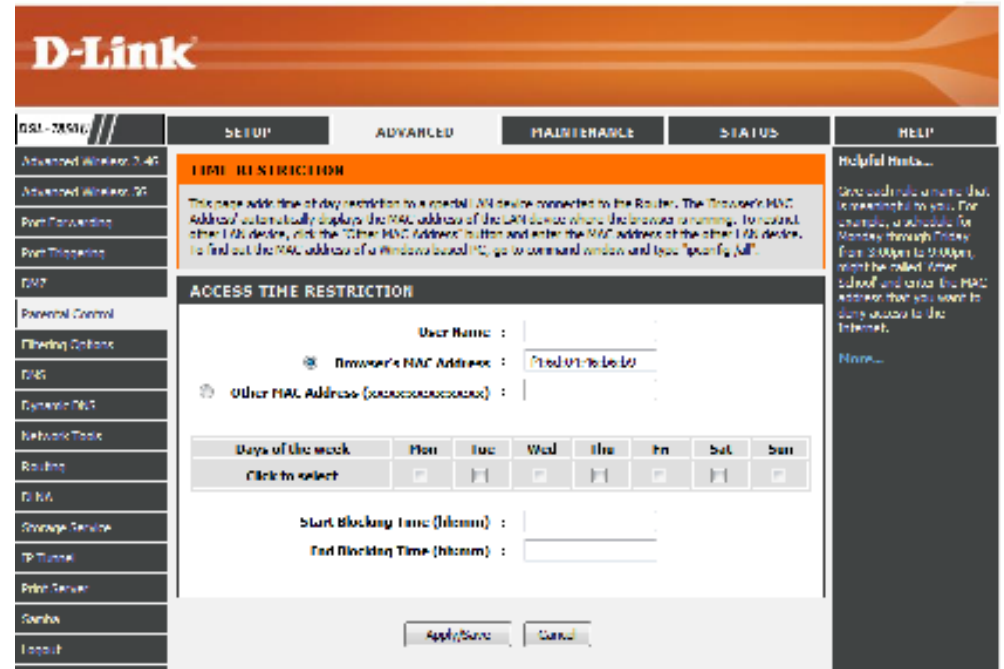 D-Link
SETUP
ADVANCED
MAINTENANCE
STATUS
HELP
Advanced Wireless 2.4G
Advanced Wireless 5G
Port Forwarding
Port Triggering
DMZ
Parental Control
Filtering Options
DNS
Dynamic DNS
Network Tools
Routing
DLNA
Storage Service
IP Tunnel
Print Server
Samba
Logout
TIME RESTRICTION
This page adds time of day restriction to a special LAN device connected to the Router. The 'Browser's MAC
Address' automatically displays the MAC address of the LAN device where the browser is running. To restrict
other LAN device, click the "Other MAC Address" button and enter the MAC address of the other LAN device.
To find out the MAC address of a Windows based PC, go to command window and type "ipconfig /all".
ACCESS TIME RESTRICTION
User Name :
Browser's MAC Address :
Other MAC Address (xx:xx:xx:xx:xx:xx) :
Days of the week Mon Tue Wed Thu Fri Sat Sun
Click to select
Start Blocking Time (hh:mm) :
End Blocking Time (hh:mm) :
Apply/Save
Cancel
Helpful Hints...
Give each rule a name that
is meaningful to you. For
example, a schedule for
Monday through Friday
from 3:00pm to 9:00pm,
might be called 'After
School' and enter the MAC
address that you want to
deny access to the
Internet.
More...